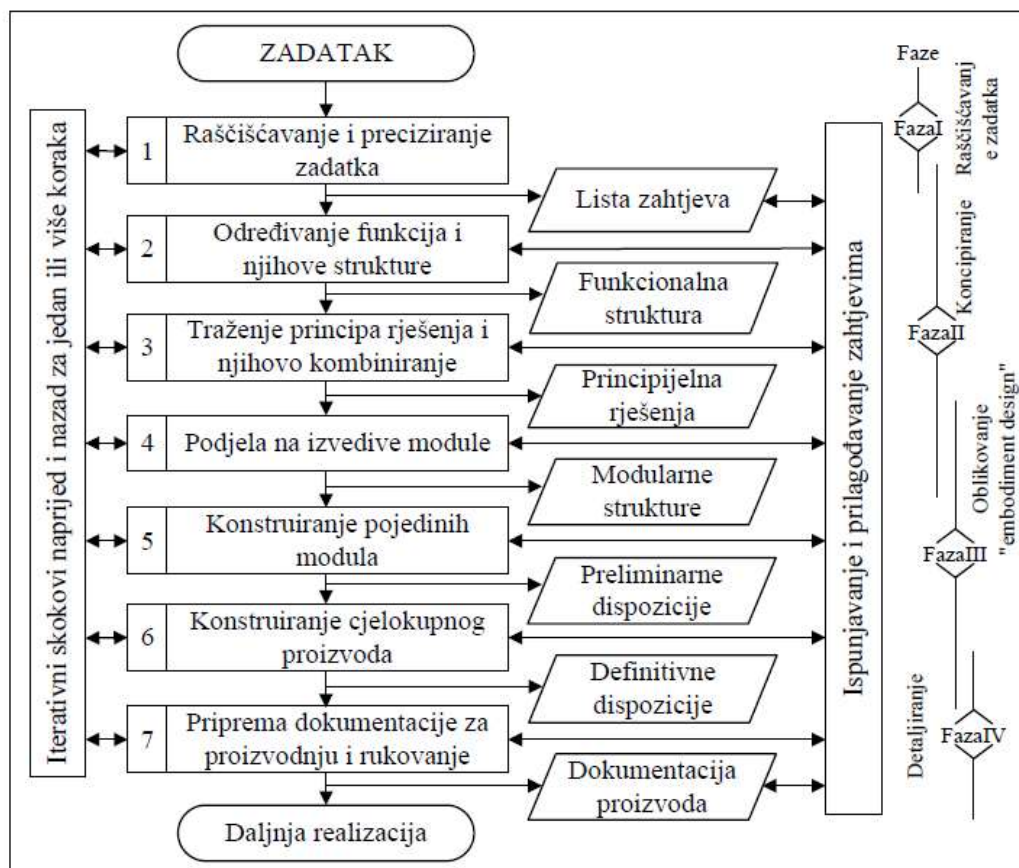 ZADATAK
Iterativni skokovi naprijed i nazad za jedan ili više koraka
1
Raščišćavanje i preciziranje
zadatka
Lista zahtjeva
2
Određivanje funkcija i
njihove strukture
Funkcionalna
struktura
3
Traženje principa rješenja i
njihovo kombiniranje
Principijelna
rješenja
4
Podjela na izvedive module
Modularne
strukture
5
Konstruiranje pojedinih
modula
Preliminarne
dispozicije
6
Konstruiranje cjelokupnog
proizvoda
Definitivne
dispozicije
7
Priprema dokumentacije za
proizvodnju i rukovanje
Dokumentacija
proizvoda
Daljnja realizacija
Ispunjavanje i prilagođavanje zahtjevima
Faze
FazaI
Raščišćavanj
e zadatka
Koncipiranje
FazaII
Oblikovanje
"embodiment design"
FazaIII
Detaljiranje
FazaIV